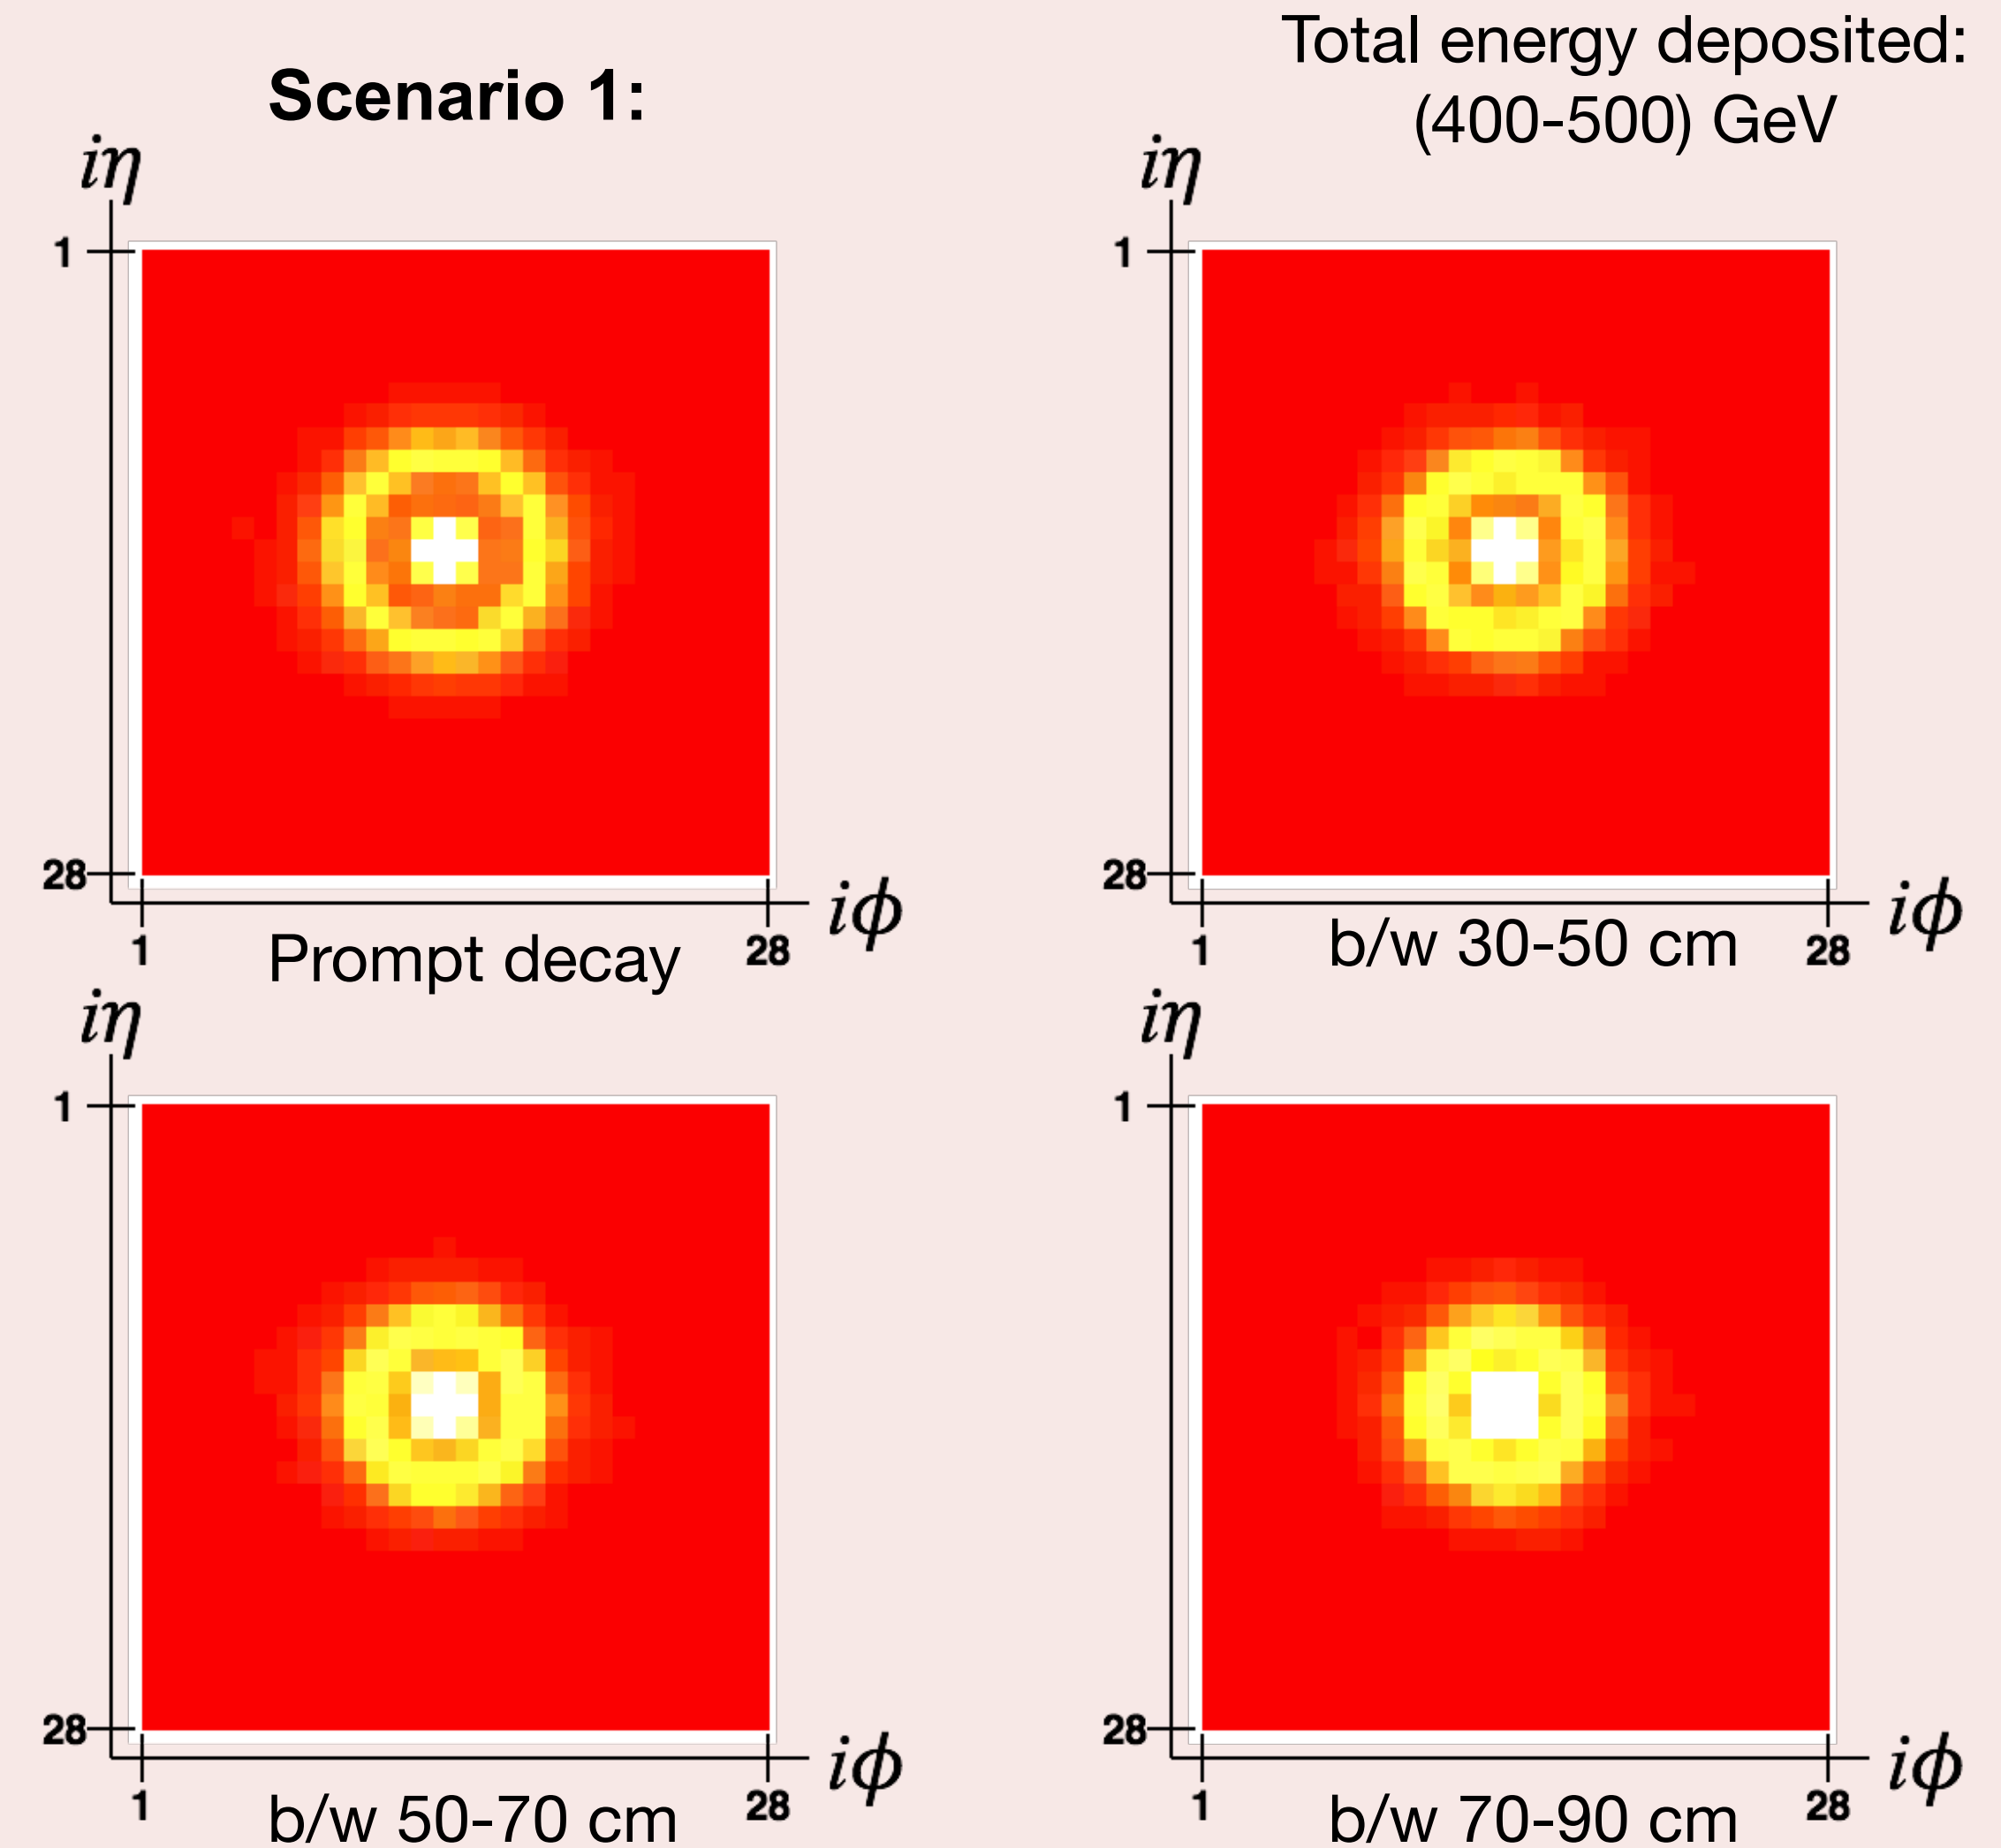 Scenario 1:
Total energy deposited:
(400-500) GeV
iη
1
28
iϕ
1
28
Prompt decay
iη
1
28
iϕ
1
28
b/w 30-50 cm
iη
1
28
iϕ
1
28
b/w 50-70 cm
iη
1
28
iϕ
1
28
b/w 70-90 cm